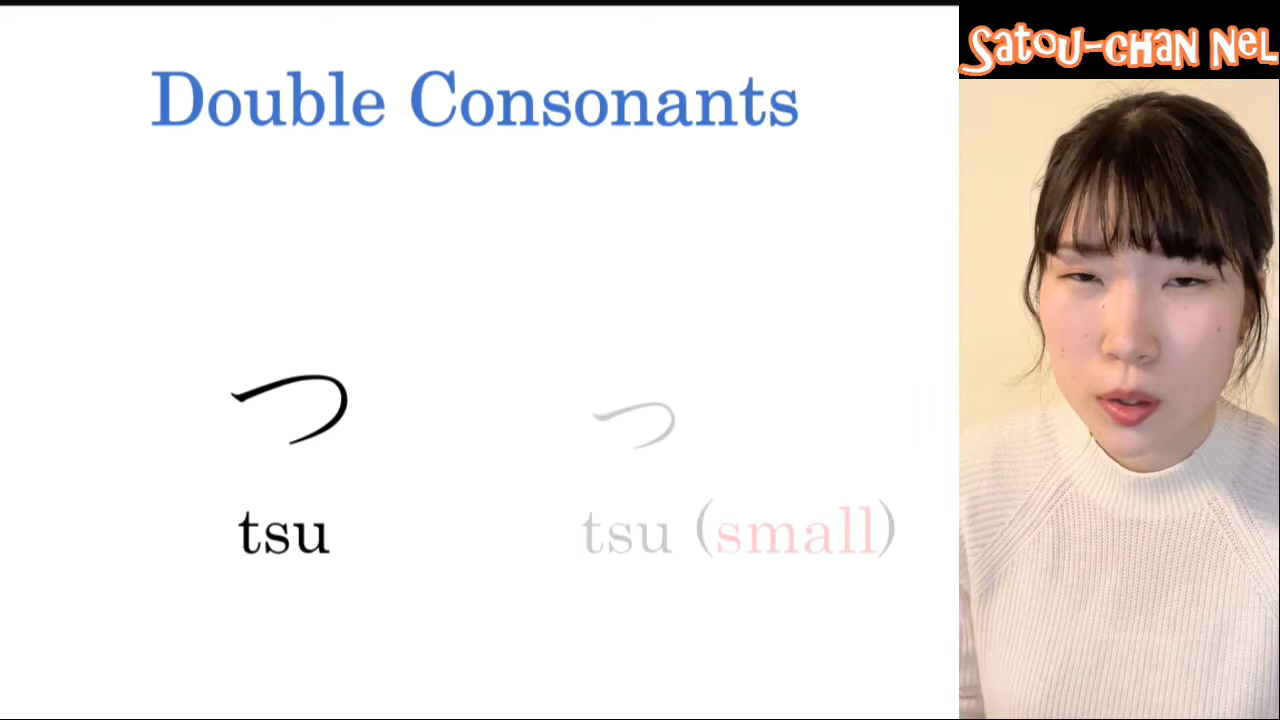 Double Consonants
Satou-chan Nel
つ
っ
tsu
tsu (small)